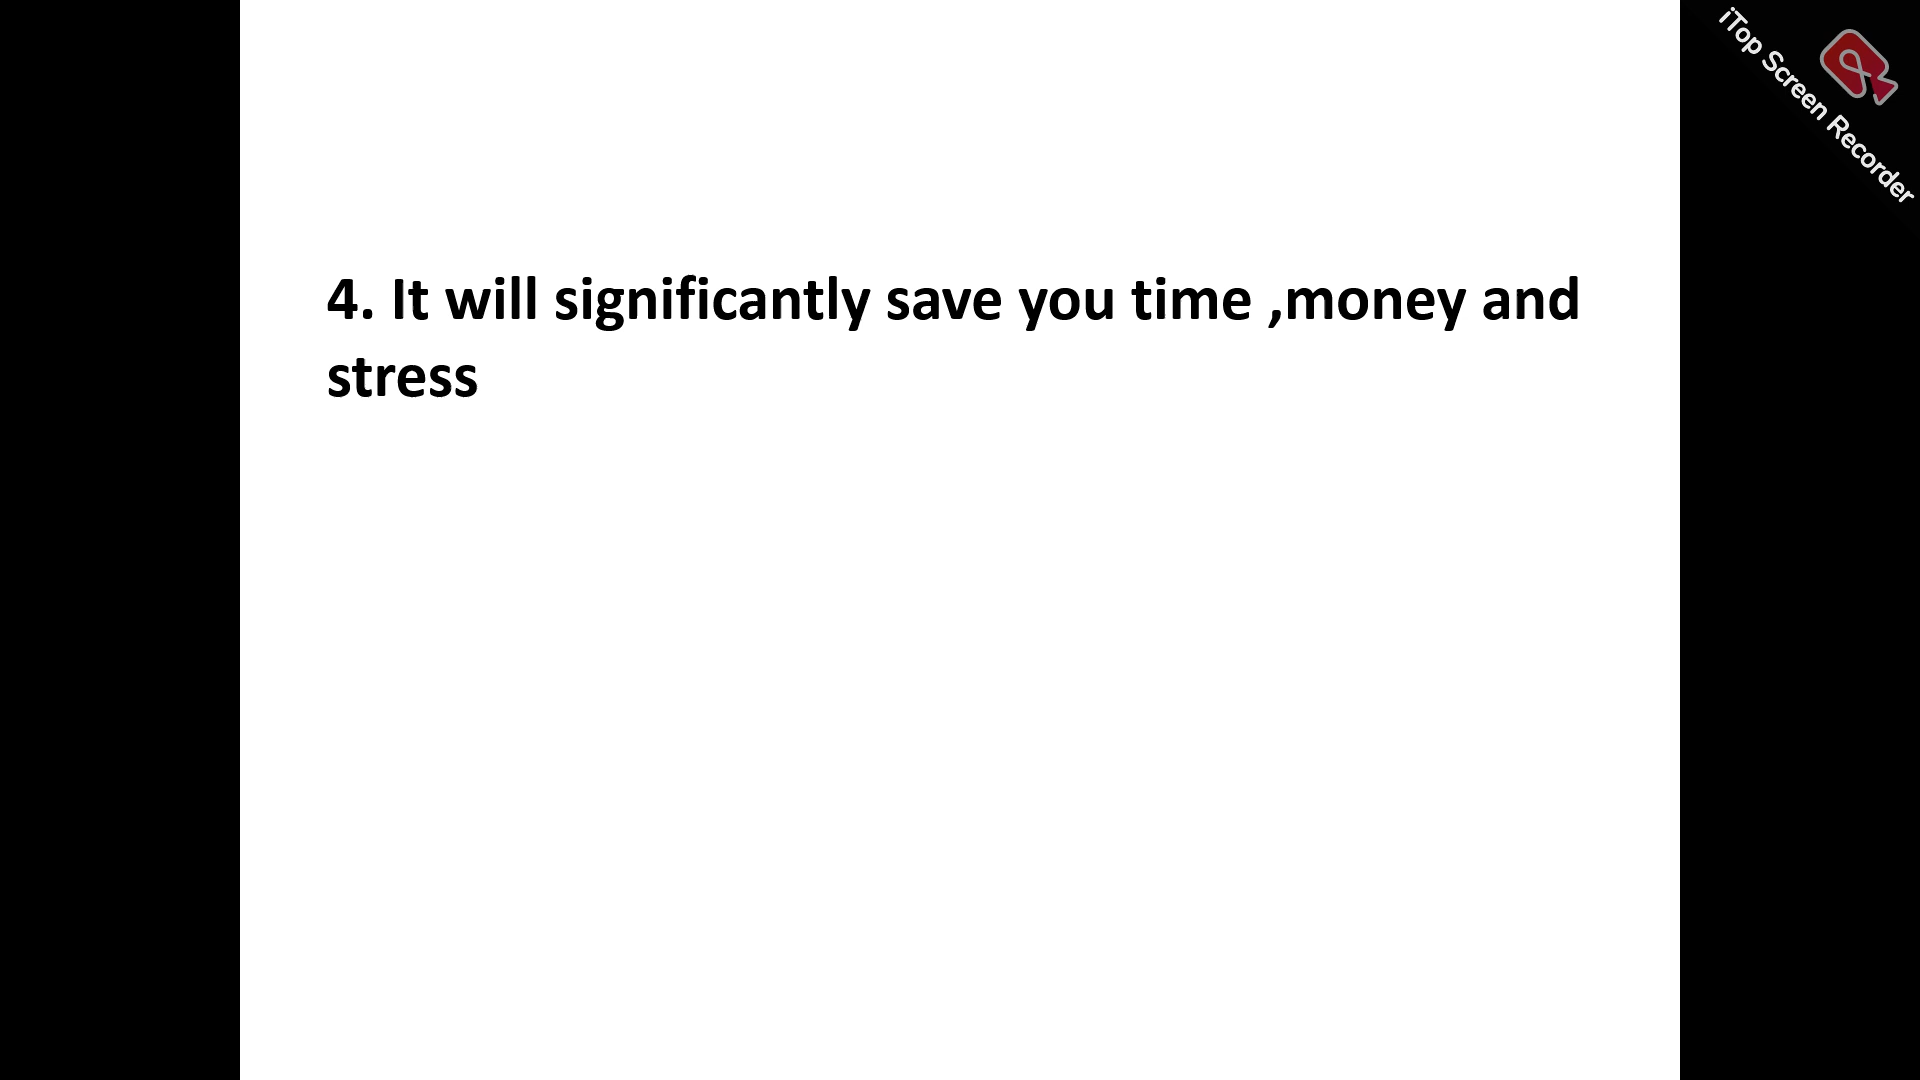 iTop Screen Recorder
4. It will significantly save you time ,money and
stress